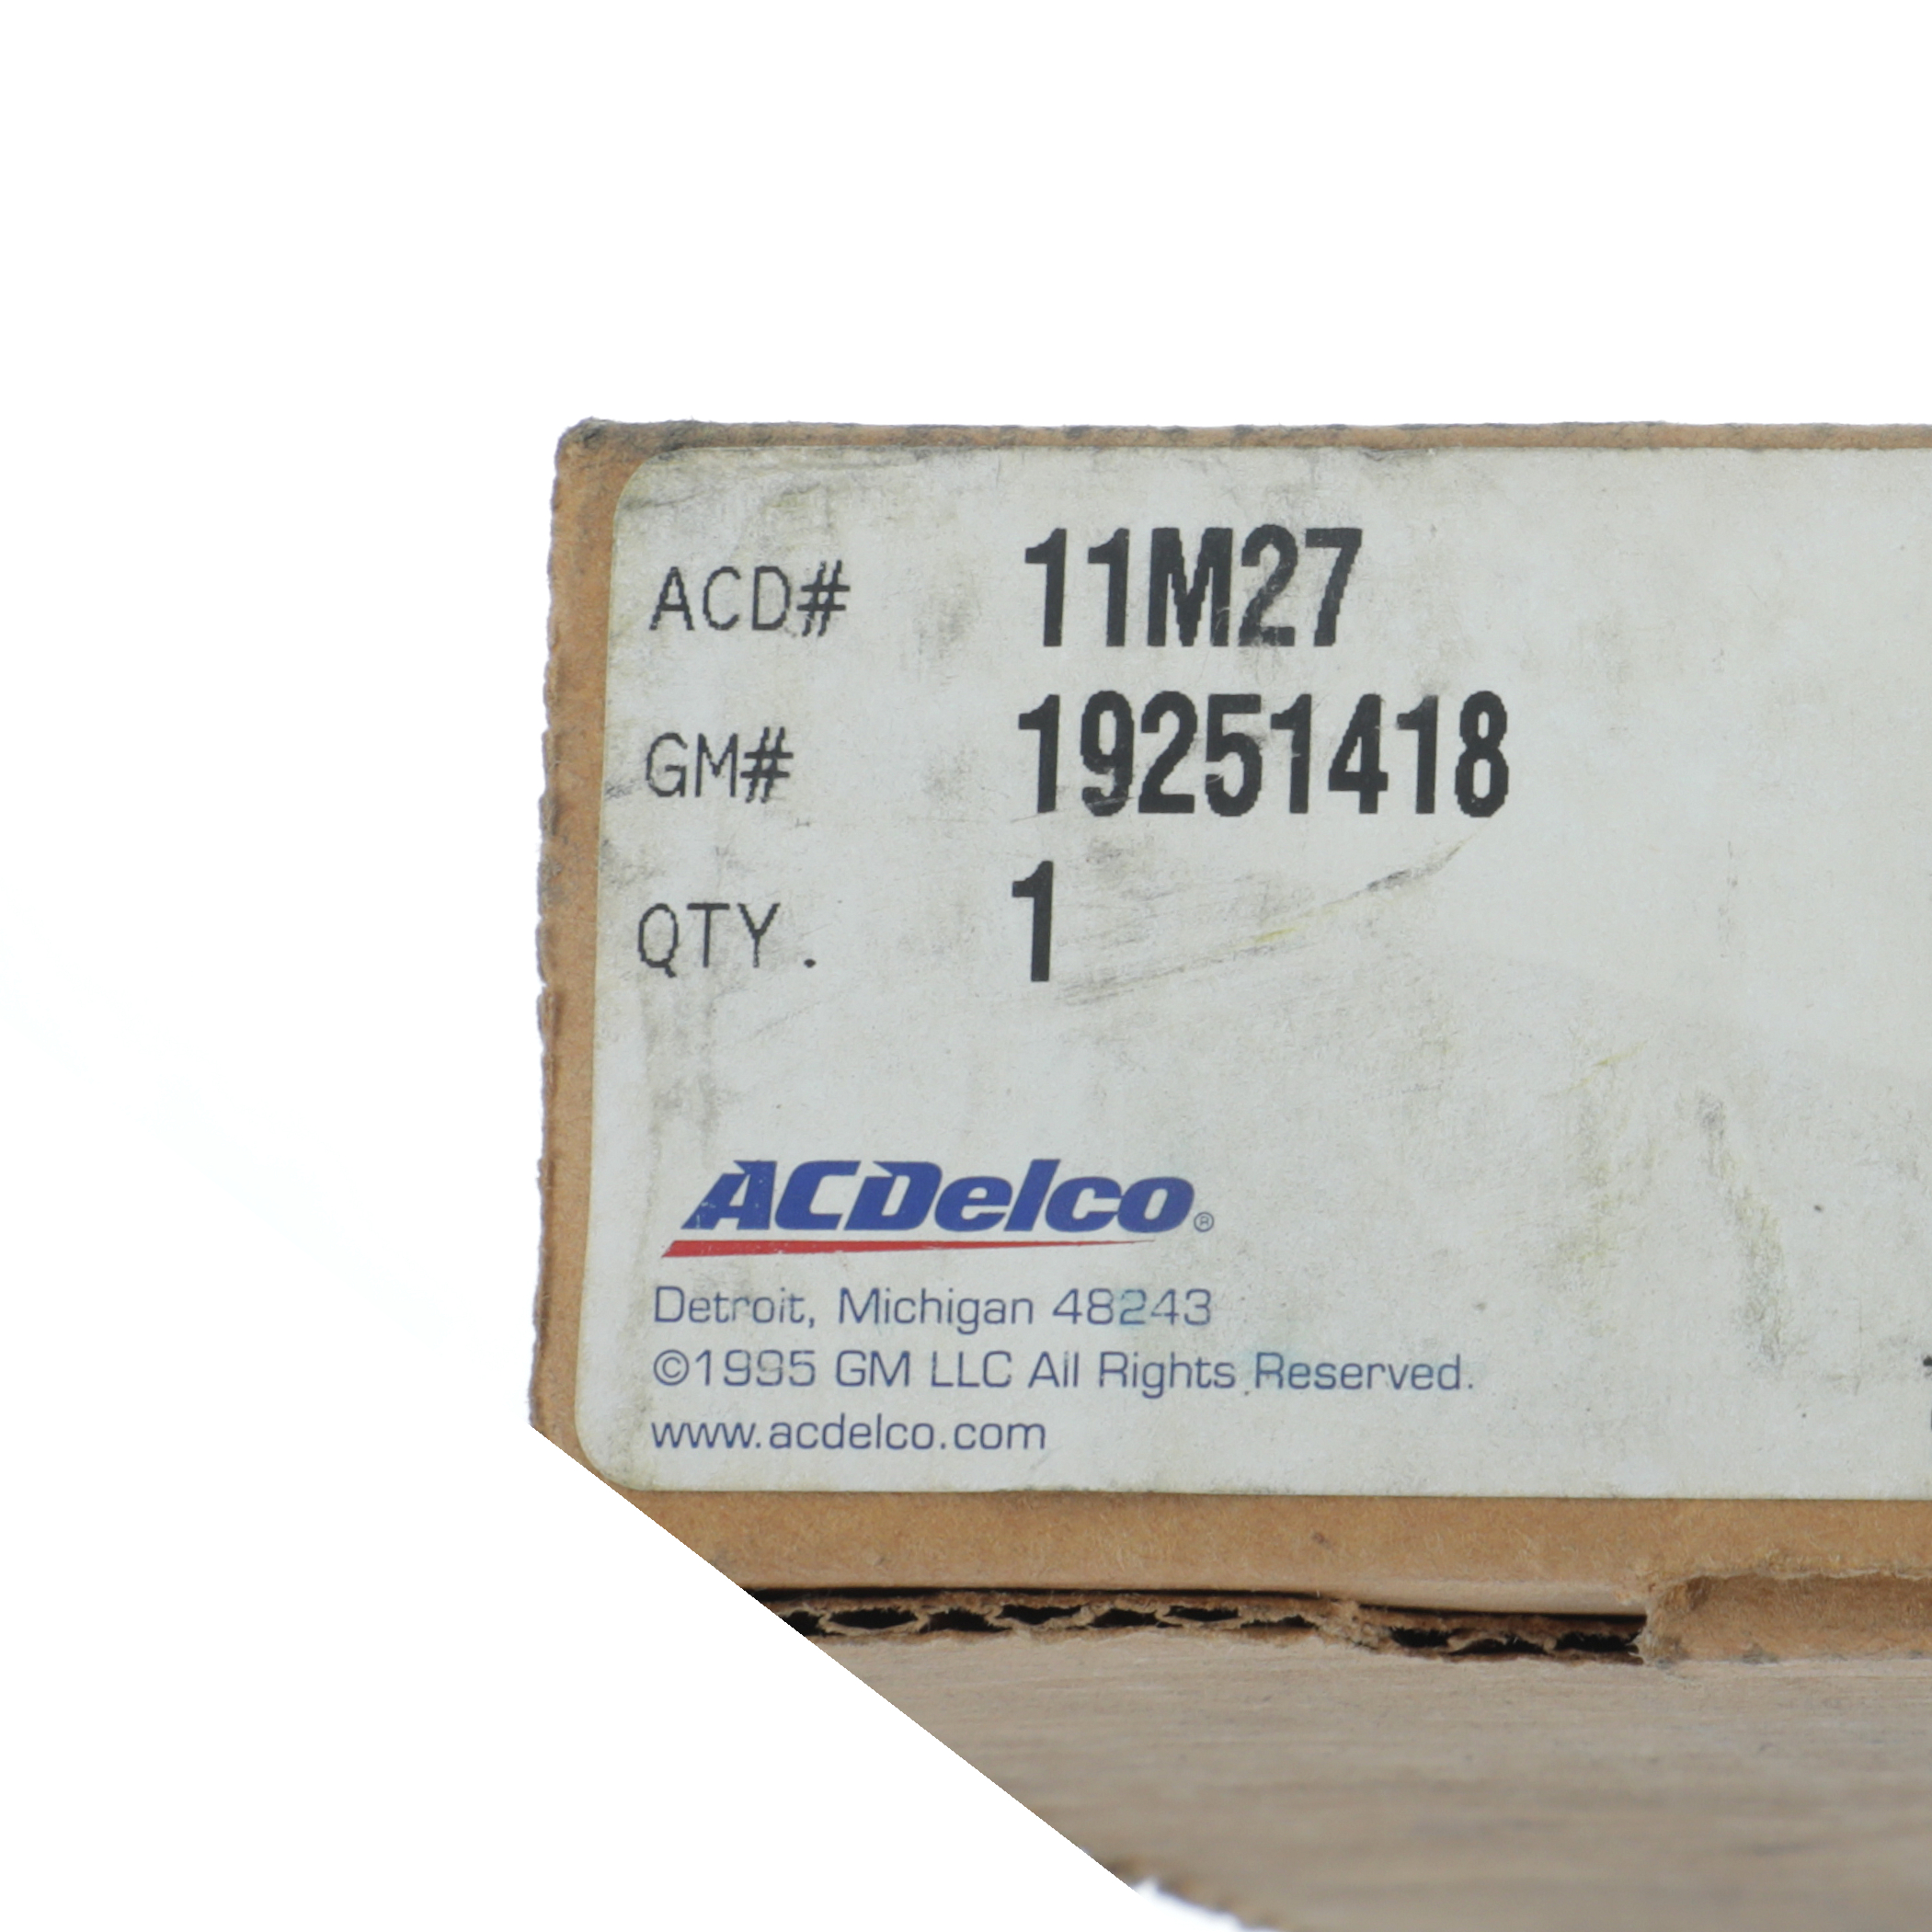 ACD# 11M27
GM# 19251418
QTY. 1
ACDelco®
Detroit, Michigan 48243
©1995 GM LLC All Rights Reserved.
www.acdelco.com